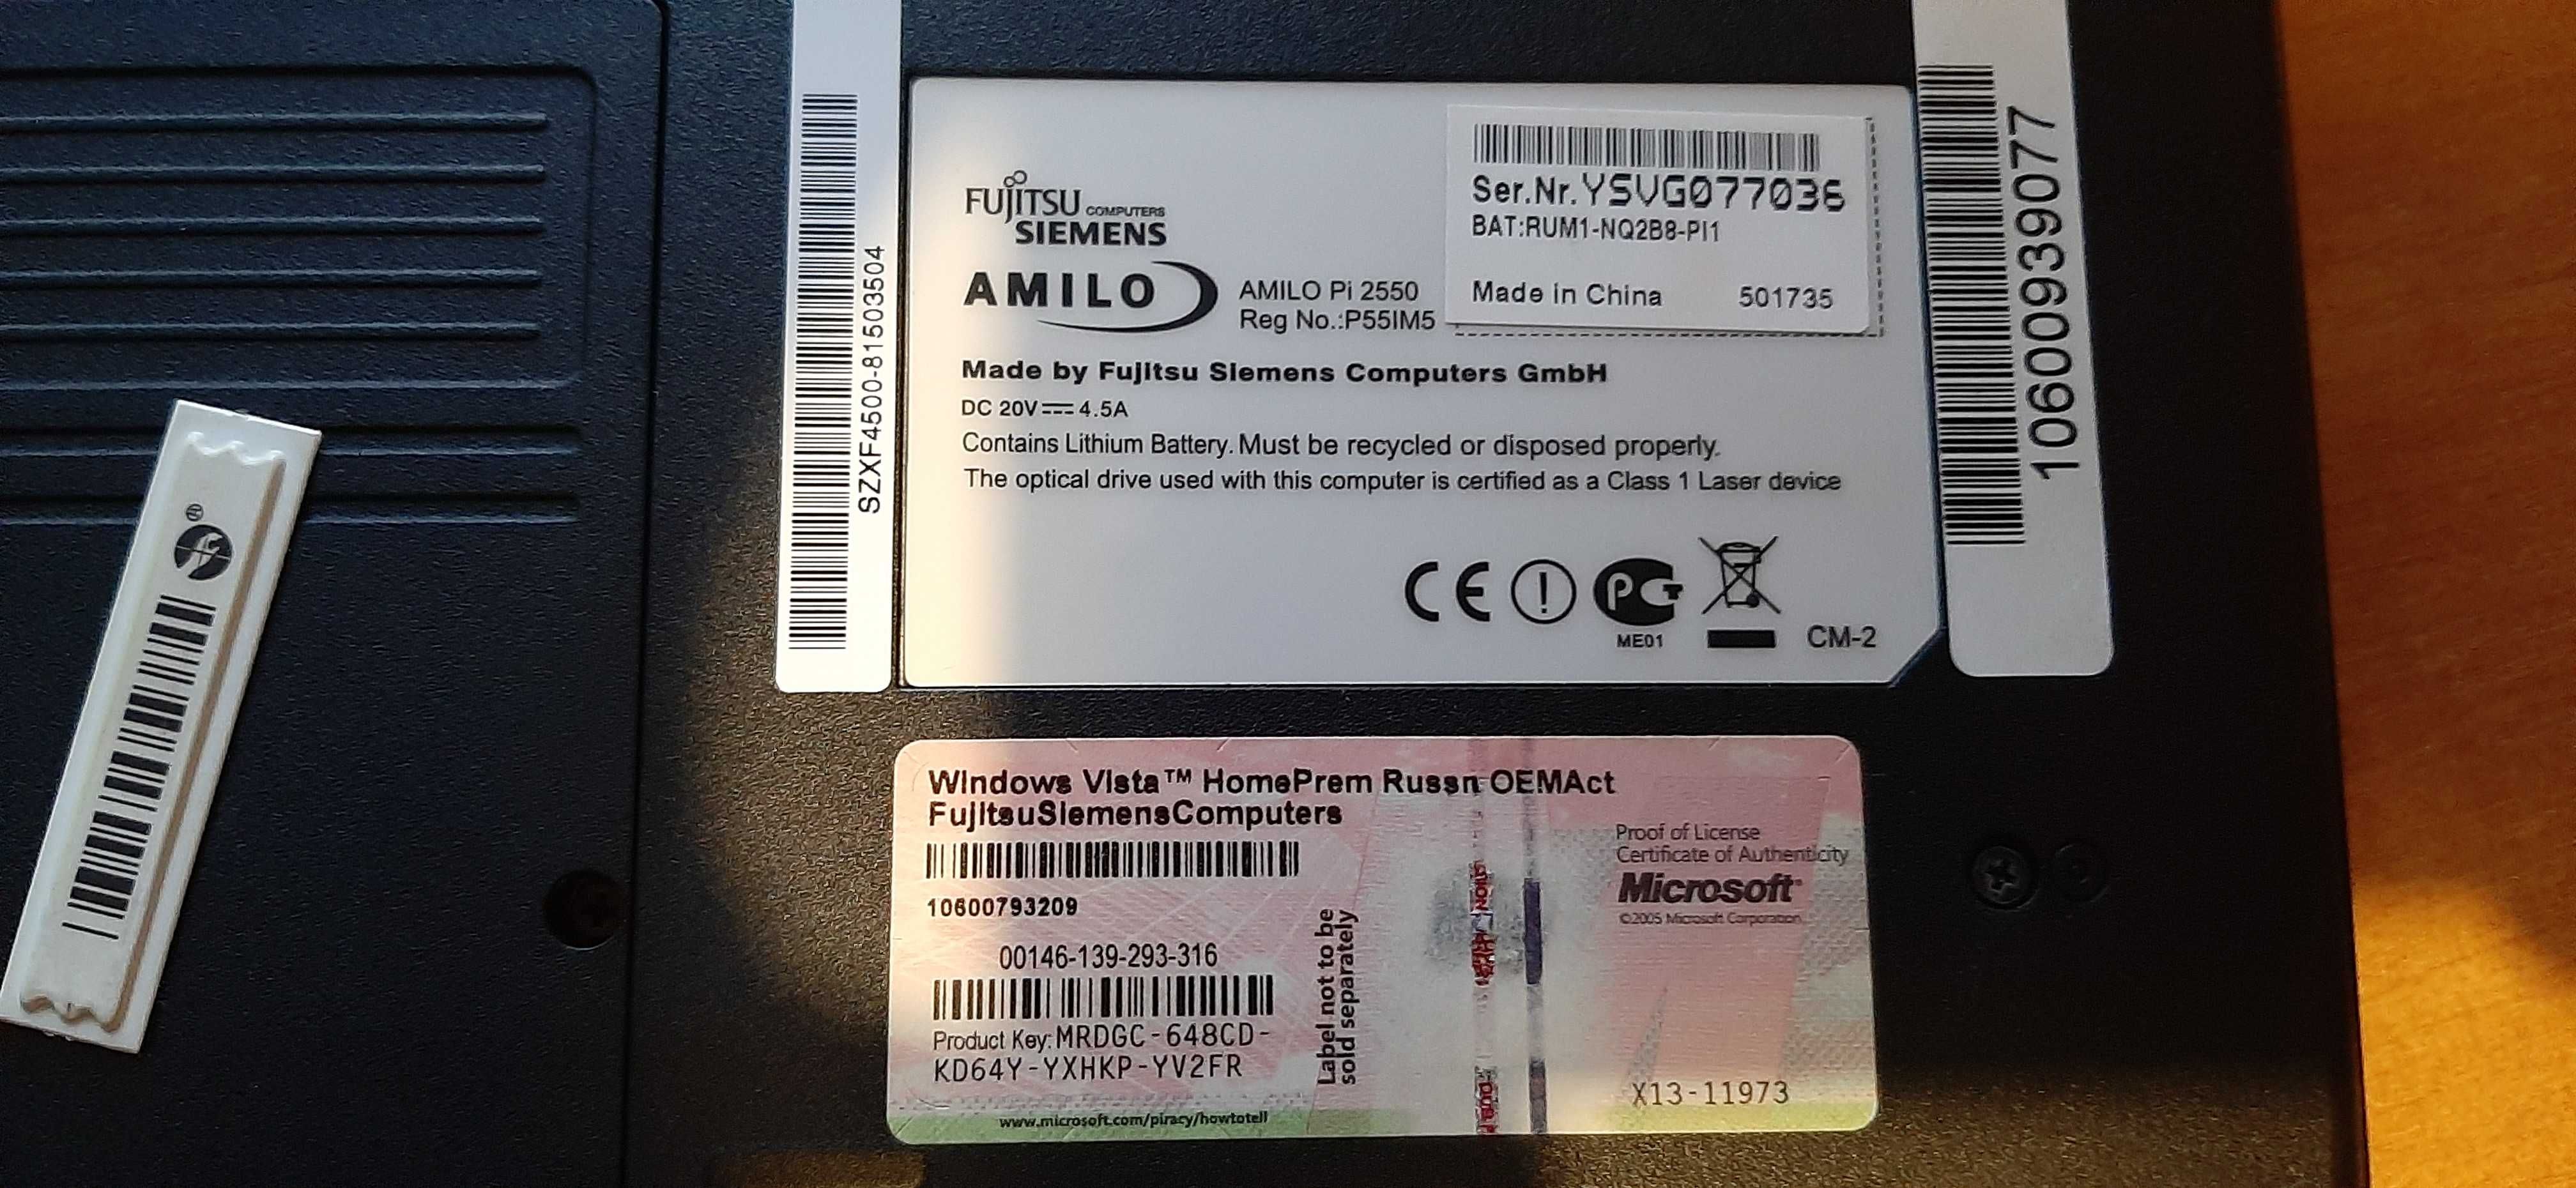 SZXF4500-81503504
FUJITSU COMPUTERS
SIEMENS
AMILO
AMILO Pi 2550
Reg No.:P55IM5
Ser.Nr.YSVG077036
BAT:RUM1-NQ2B8-PI1
Made in China 501735
Made by Fujitsu Siemens Computers GmbH
DC 20V 4.5A
Contains Lithium Battery. Must be recycled or disposed properly.
The optical drive used with this computer is certified as a Class 1 Laser device
CE
PCT
ME01
CM-2
10600939077
Windows Vista™ HomePrem Russn OEMAct
FujitsuSiemensComputers
10600793209
00146-139-293-316
Product Key:MRDGC-648CD-
KD64Y-YXHKP-YV2FR
www.microsoft.com/piracy/howtotell
Label not to be
sold separately
Proof of License
Certificate of Authenticity
Microsoft
©2005 Microsoft Corporation
X13-11973
®